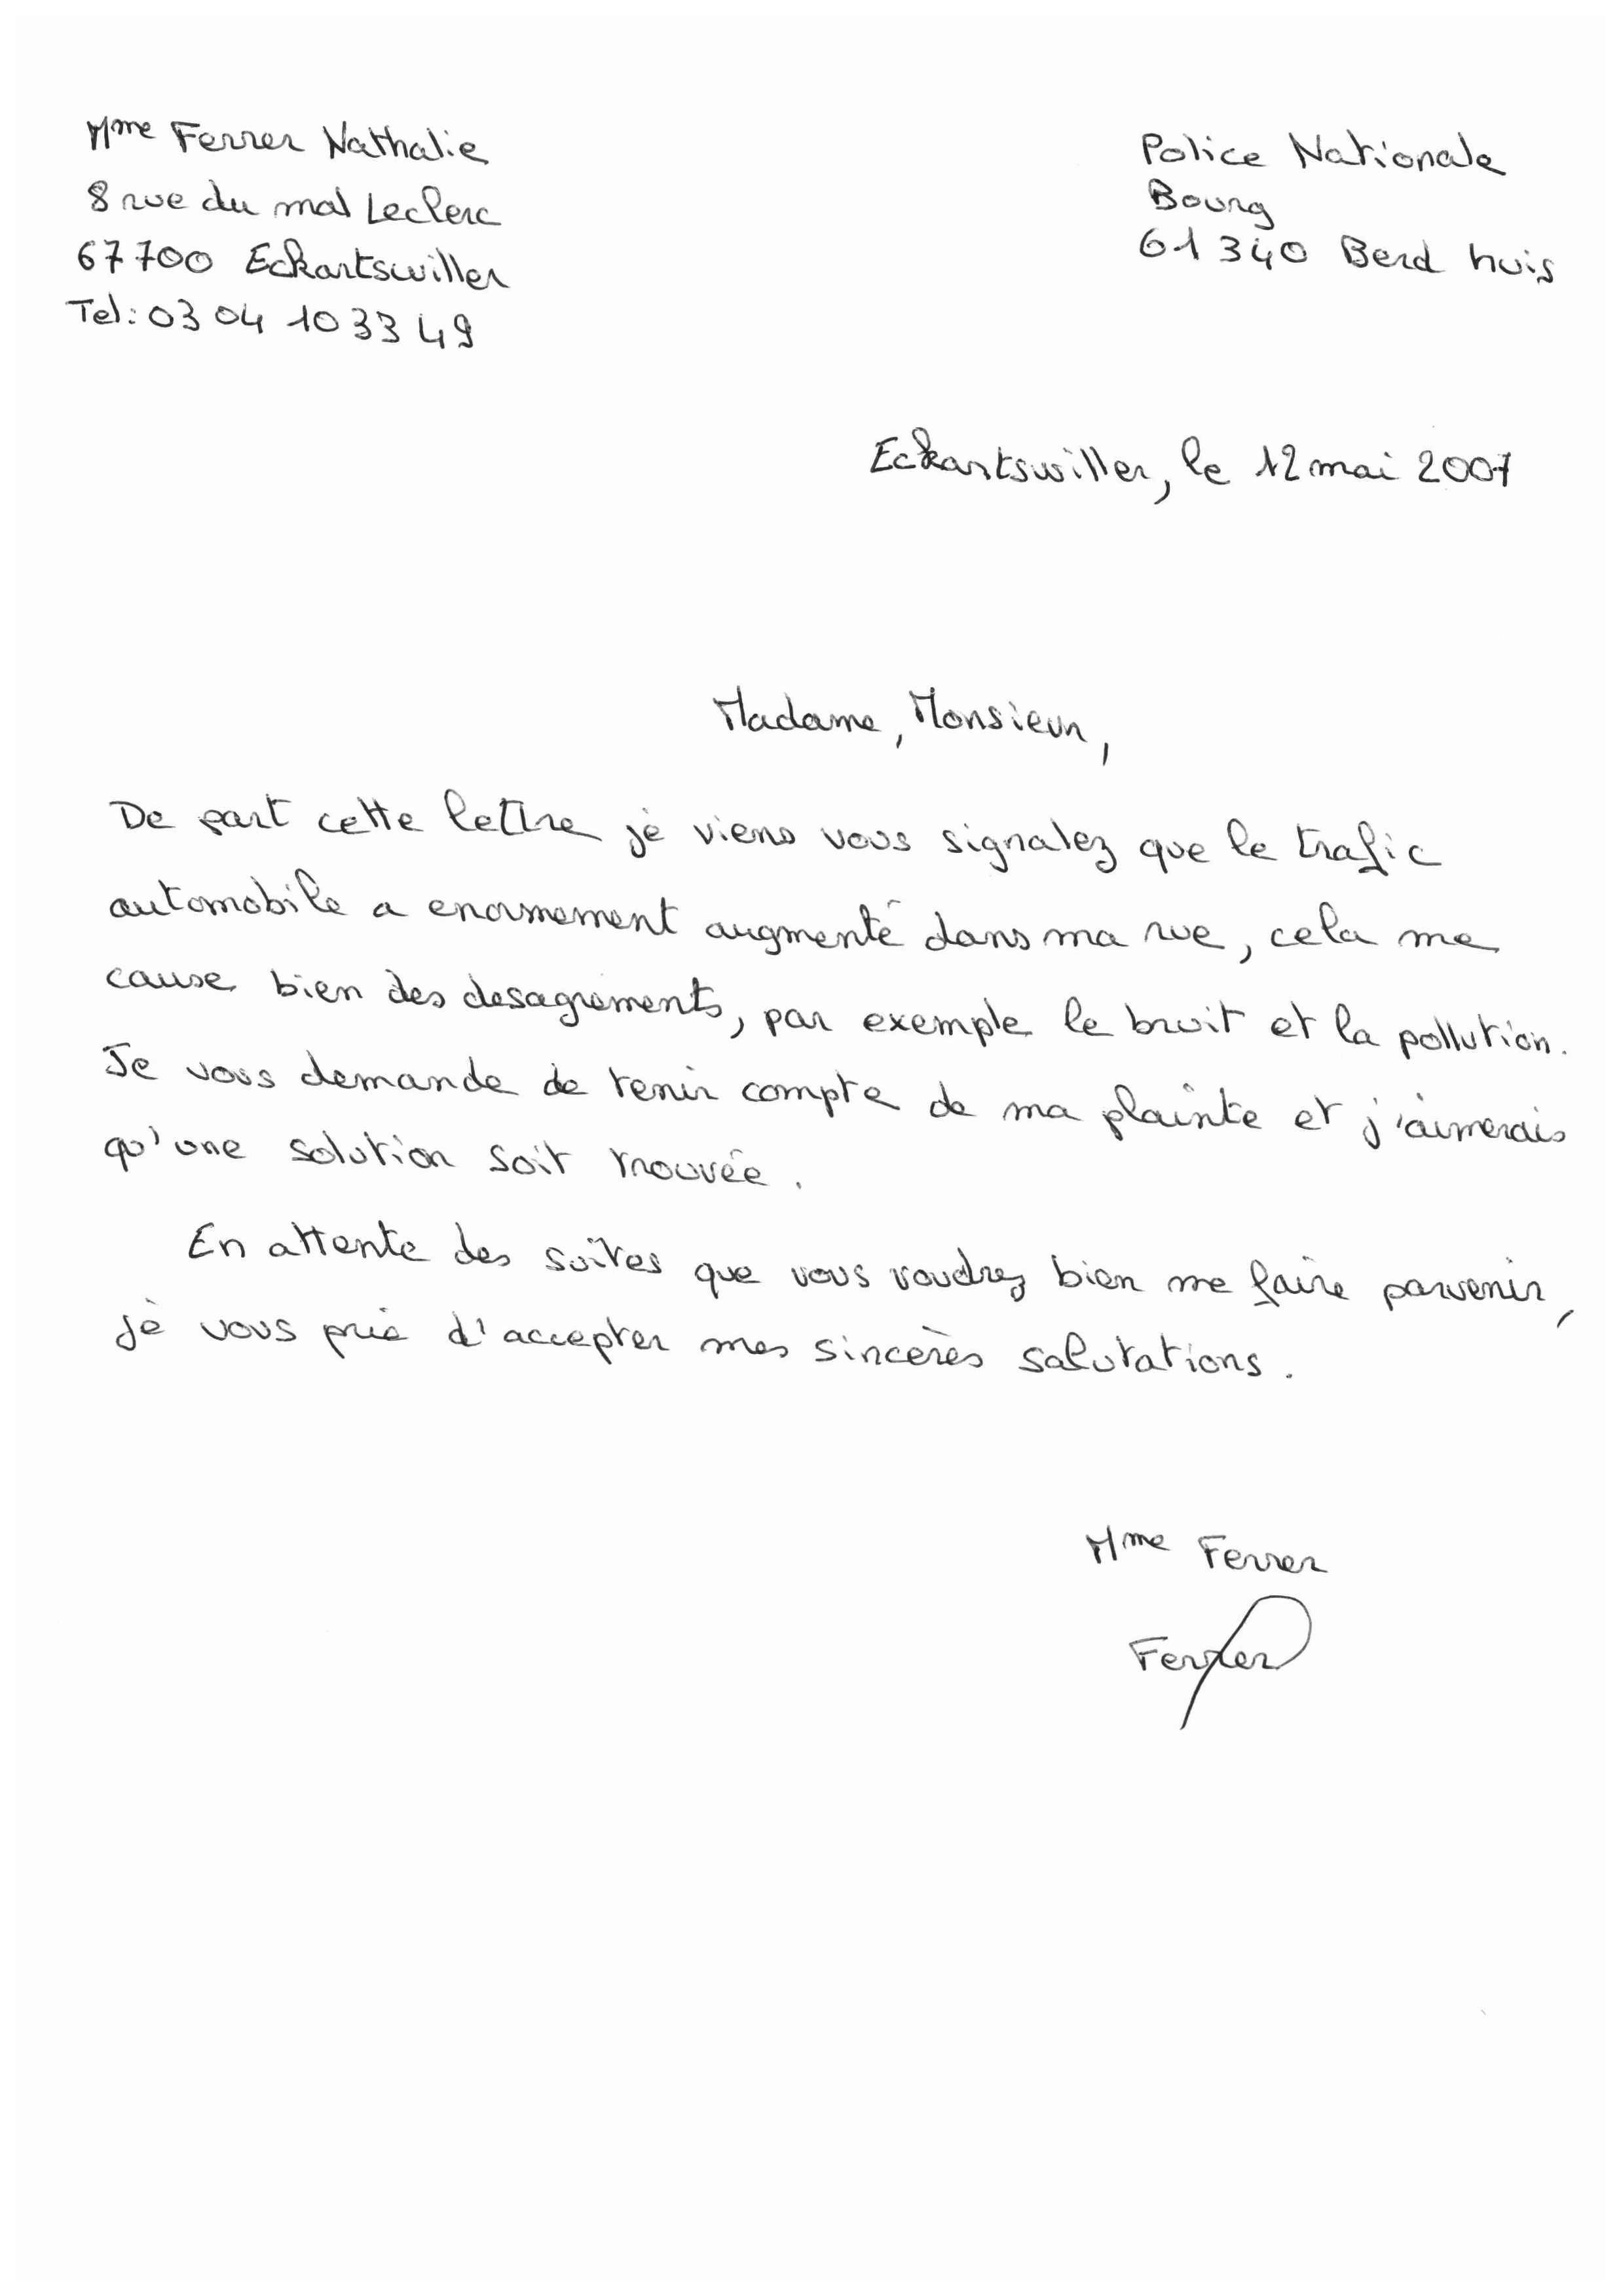 Mme Ferrer Nathalie
8 rue du mal Leclerc
67700 Eckartswiller
Tel: 03 04 10 33 49
Police Nationale
Bourg
61 340 Berd huis
Eckartswiller, le 12 mai 2007
Madame, Monsieur,
De part cette lettre je viens vous signalez que le trafic
automobile a enormement augmenté dans ma rue, cela me
cause bien des desagrements, par exemple le bruit et la pollution.
Je vous demande de tenir compte de ma plainte et j'aimerais
qu'une solution soit trouvée.
En attente des suites que vous voudrez bien me faire parvenir,
je vous prie d'accepter mes sincères salutations.
Mme Ferrer
Ferrer